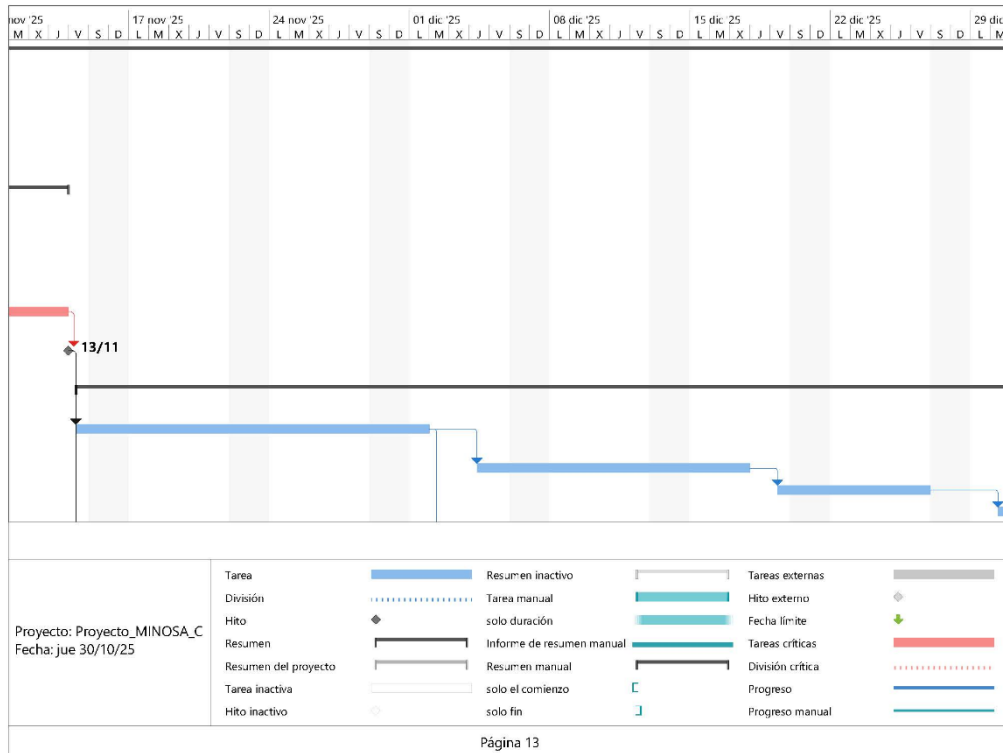 nov '25 17 nov '25 24 nov '25 01 dic '25 08 dic '25 15 dic '25 22 dic '25 29 dic
M X J V S D L M X J V S D L M X J V S D L M X J V S D L M X J V S D L M X J V S D L M X J V S D L M
13/11
Proyecto: Proyecto_MINOSA_C
Fecha: jue 30/10/25
Tarea
División
Hito
Resumen
Resumen del proyecto
Tarea inactiva
Hito inactivo
Resumen inactivo
Tarea manual
solo duración
Informe de resumen manual
Resumen manual
solo el comienzo
solo fin
Tareas externas
Hito externo
Fecha límite
Tareas críticas
División crítica
Progreso
Progreso manual
Página 13